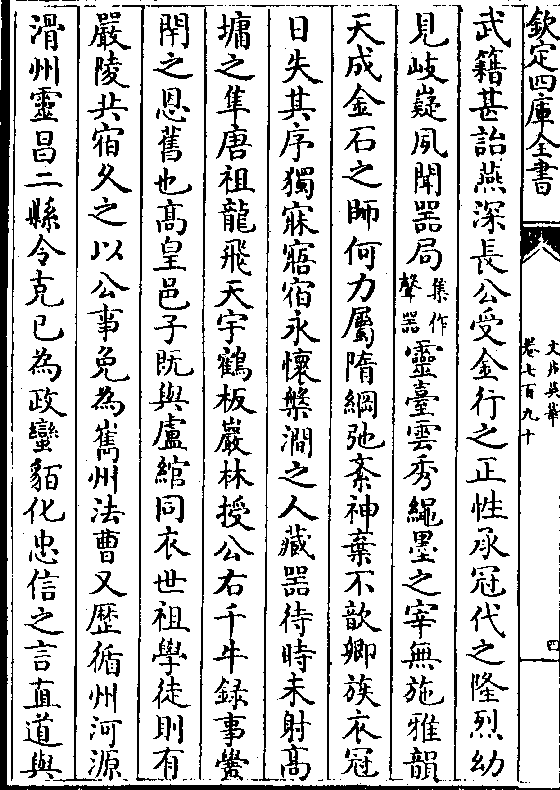 欽定四庫全書
文苑英華
卷七百九十
四
武籍甚詒燕深長公受金行之正性承冠代之隆烈幼
見岐嶷夙聞器局集作聲器靈臺雲秀繩墨之宰無施雅韻
天成金石之師何力屬隋綱弛紊神棄不歆卿族衣冠
日失其序獨寐寤宿永懷槃澗之人藏器待時未射髙
墉之隼唐祖龍飛天宇鶴板巖林授公右千牛錄事黌
閈之恩舊也髙皇邑子既與盧綰同衣世祖學徒則有
嚴陵共宿久之以公事免為嶲州法曹又歴循州河源
滑州靈昌二縣令克已為政蠻貊化忠信之言直道與